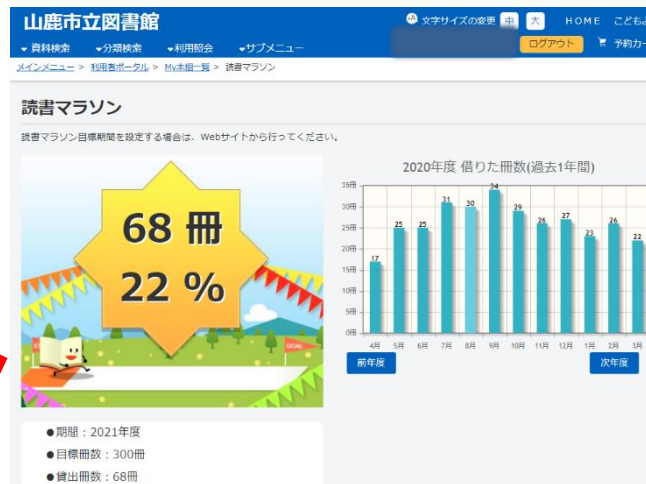 山鹿市立図書館
文字サイズの変更 中 大 HOME こども
資料検索 分類検索 利用照会 サブメニュー
ログアウト 予約カー
メインメニュー > 利用者ポータル > My本棚一覧 > 読書マラソン
読書マラソン
読書マラソン目標期間を設定する場合は、Webサイトから行ってください。
68 冊
22 %
GOAL
●期間：2021年度
●目標冊数：300冊
●貸出冊数：68冊
2020年度 借りた冊数(過去1年間)
35冊
30冊
25冊
20冊
15冊
10冊
5冊
0冊
17 25 25 31 30 34 29 26 27 23 26 22
4月 5月 6月 7月 8月 9月 10月 11月 12月 1月 2月 3月
前年度 次年度